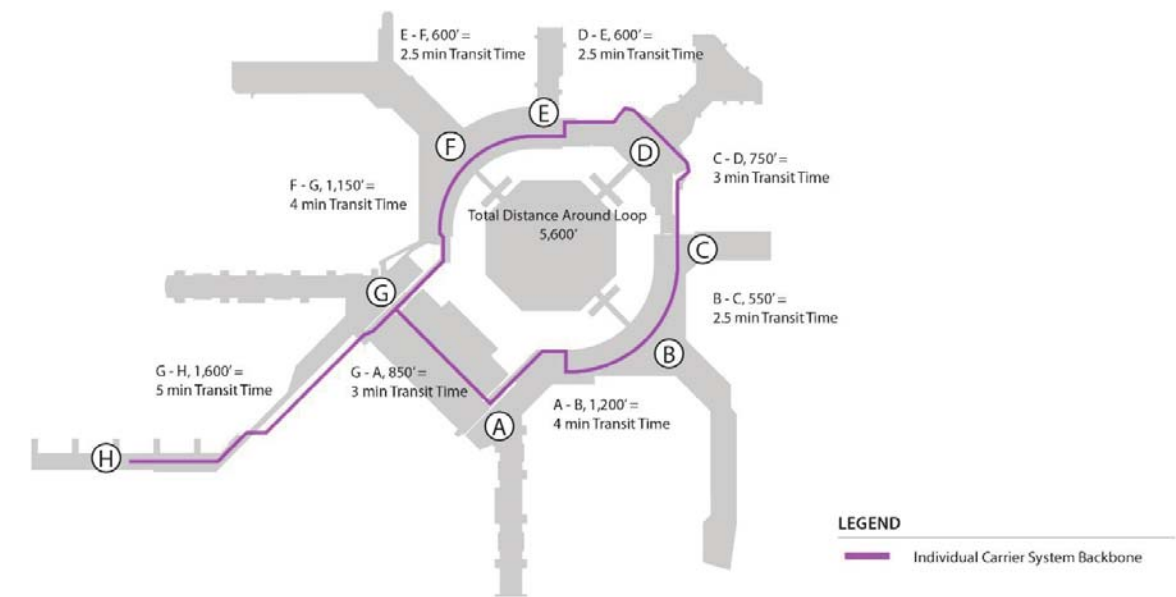 E - F, 600' =
2.5 min Transit Time
D - E, 600' =
2.5 min Transit Time
E
F
D
C - D, 750' =
3 min Transit Time
F - G, 1,150' =
4 min Transit Time
Total Distance Around Loop
5,600'
C
G
B - C, 550' =
2.5 min Transit Time
B
G - H, 1,600' =
5 min Transit Time
G - A, 850' =
3 min Transit Time
A - B, 1,200' =
4 min Transit Time
A
H
LEGEND
Individual Carrier System Backbone